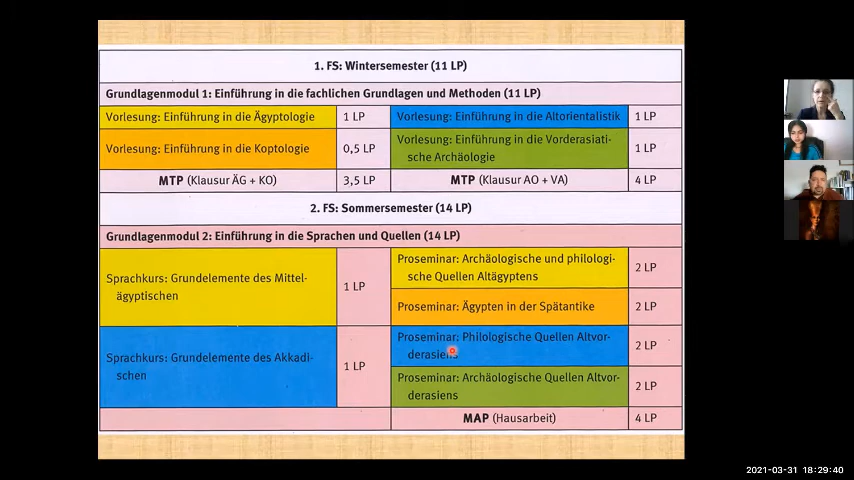 1. FS: Wintersemester (11 LP)
Grundlagenmodul 1: Einführung in die fachlichen Grundlagen und Methoden (11 LP)
Vorlesung: Einführung in die Ägyptologie 1 LP Vorlesung: Einführung in die Altorientalistik 1 LP
Vorlesung: Einführung in die Koptologie 0,5 LP Vorlesung: Einführung in die Vorderasiati-
sche Archäologie 1 LP
MTP (Klausur ÄG + KO) 3,5 LP MTP (Klausur AO + VA) 4 LP
2. FS: Sommersemester (14 LP)
Grundlagenmodul 2: Einführung in die Sprachen und Quellen (14 LP)
Sprachkurs: Grundelemente des Mittel-
ägyptischen 1 LP
Proseminar: Archäologische und philologi-
sche Quellen Altägyptens 2 LP
Proseminar: Ägypten in der Spätantike 2 LP
Sprachkurs: Grundelemente des Akkadi-
schen 1 LP
Proseminar: Philologische Quellen Altvor-
derasiens 2 LP
Proseminar: Archäologische Quellen Altvor-
derasiens 2 LP
MAP (Hausarbeit) 4 LP
2021-03-31 18:29:40